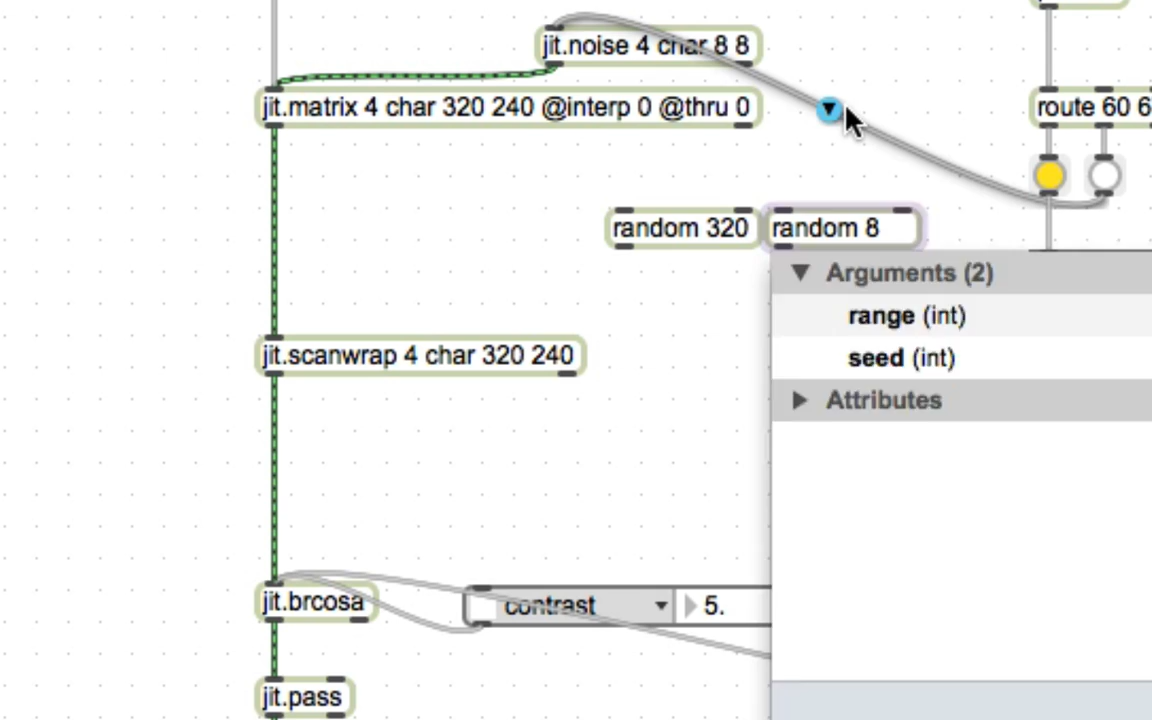 jit.noise 4 char 8 8
jit.matrix 4 char 320 240 @interp 0 @thru 0
route 60 6
random 320
random 8
Arguments (2)
range (int)
seed (int)
Attributes
jit.scanwrap 4 char 320 240
jit.brcosa
contrast
5.
jit.pass